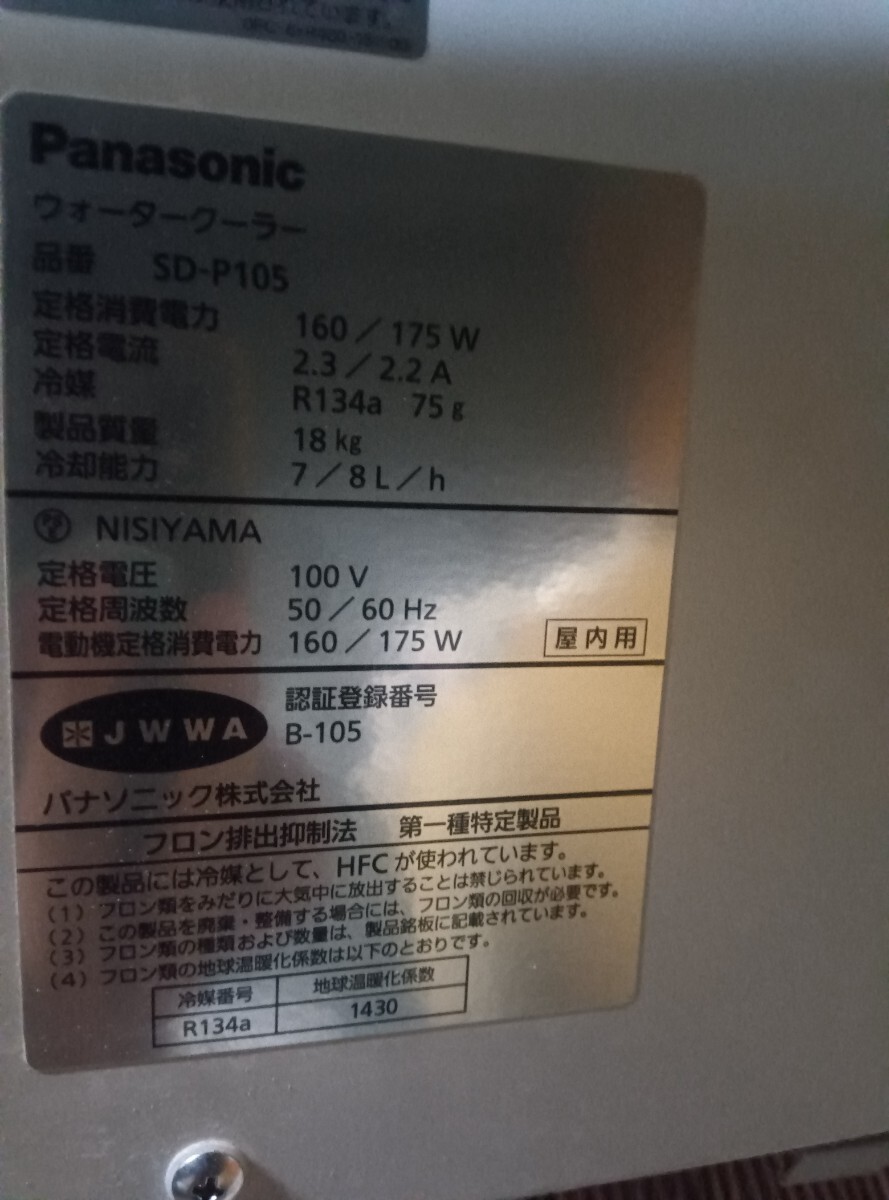 されています。
Panasonic
ウォータークーラー
品番 SD-P105
定格消費電力 160／175 W
定格電流 2.3／2.2 A
冷媒 R134a 75 g
製品質量 18 kg
冷却能力 7／8 L／h
NISIYAMA
定格電圧 100 V
定格周波数 50／60 Hz
電動機定格消費電力 160／175 W 屋内用
JWWA 認証登録番号
B-105
パナソニック株式会社
フロン排出抑制法 第一種特定製品
この製品には冷媒として、HFCが使われています。
(1) フロン類をみだりに大気中に放出することは禁じられています。
(2) この製品を廃棄・整備する場合には、フロン類の回収が必要です。
(3) フロン類の種類および数量は、製品銘板に記載されています。
(4) フロン類の地球温暖化係数は以下のとおりです。
冷媒番号 地球温暖化係数
R134a 1430